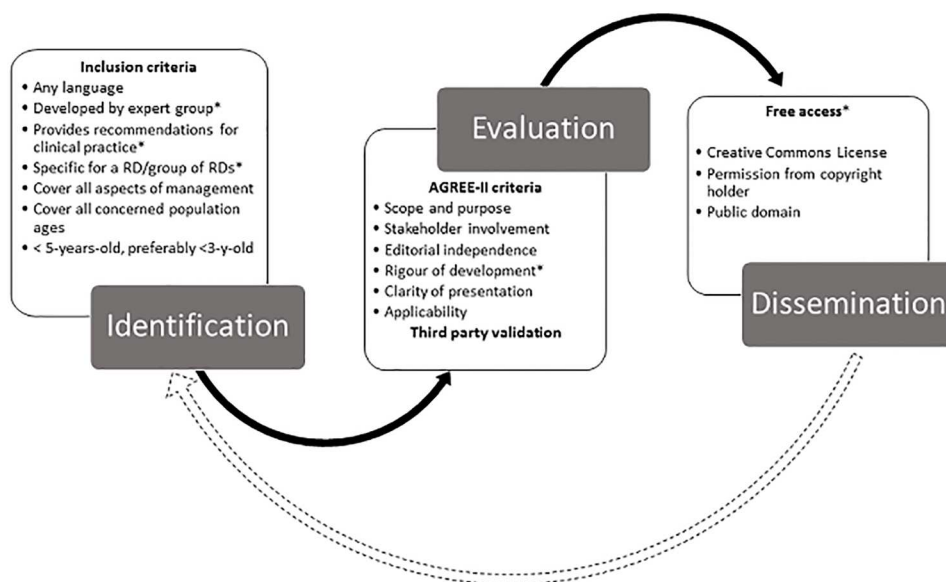 Inclusion criteria
• Any language
• Developed by expert group*
• Provides recommendations for
clinical practice*
• Specific for a RD/group of RDs*
• Cover all aspects of management
• Cover all concerned population
ages
• < 5-years-old, preferably <3-y-old
Identification
Evaluation
AGREE-II criteria
• Scope and purpose
• Stakeholder involvement
• Editorial independence
• Rigour of development*
• Clarity of presentation
• Applicability
Third party validation
Free access*
• Creative Commons License
• Permission from copyright
holder
• Public domain
Dissemination